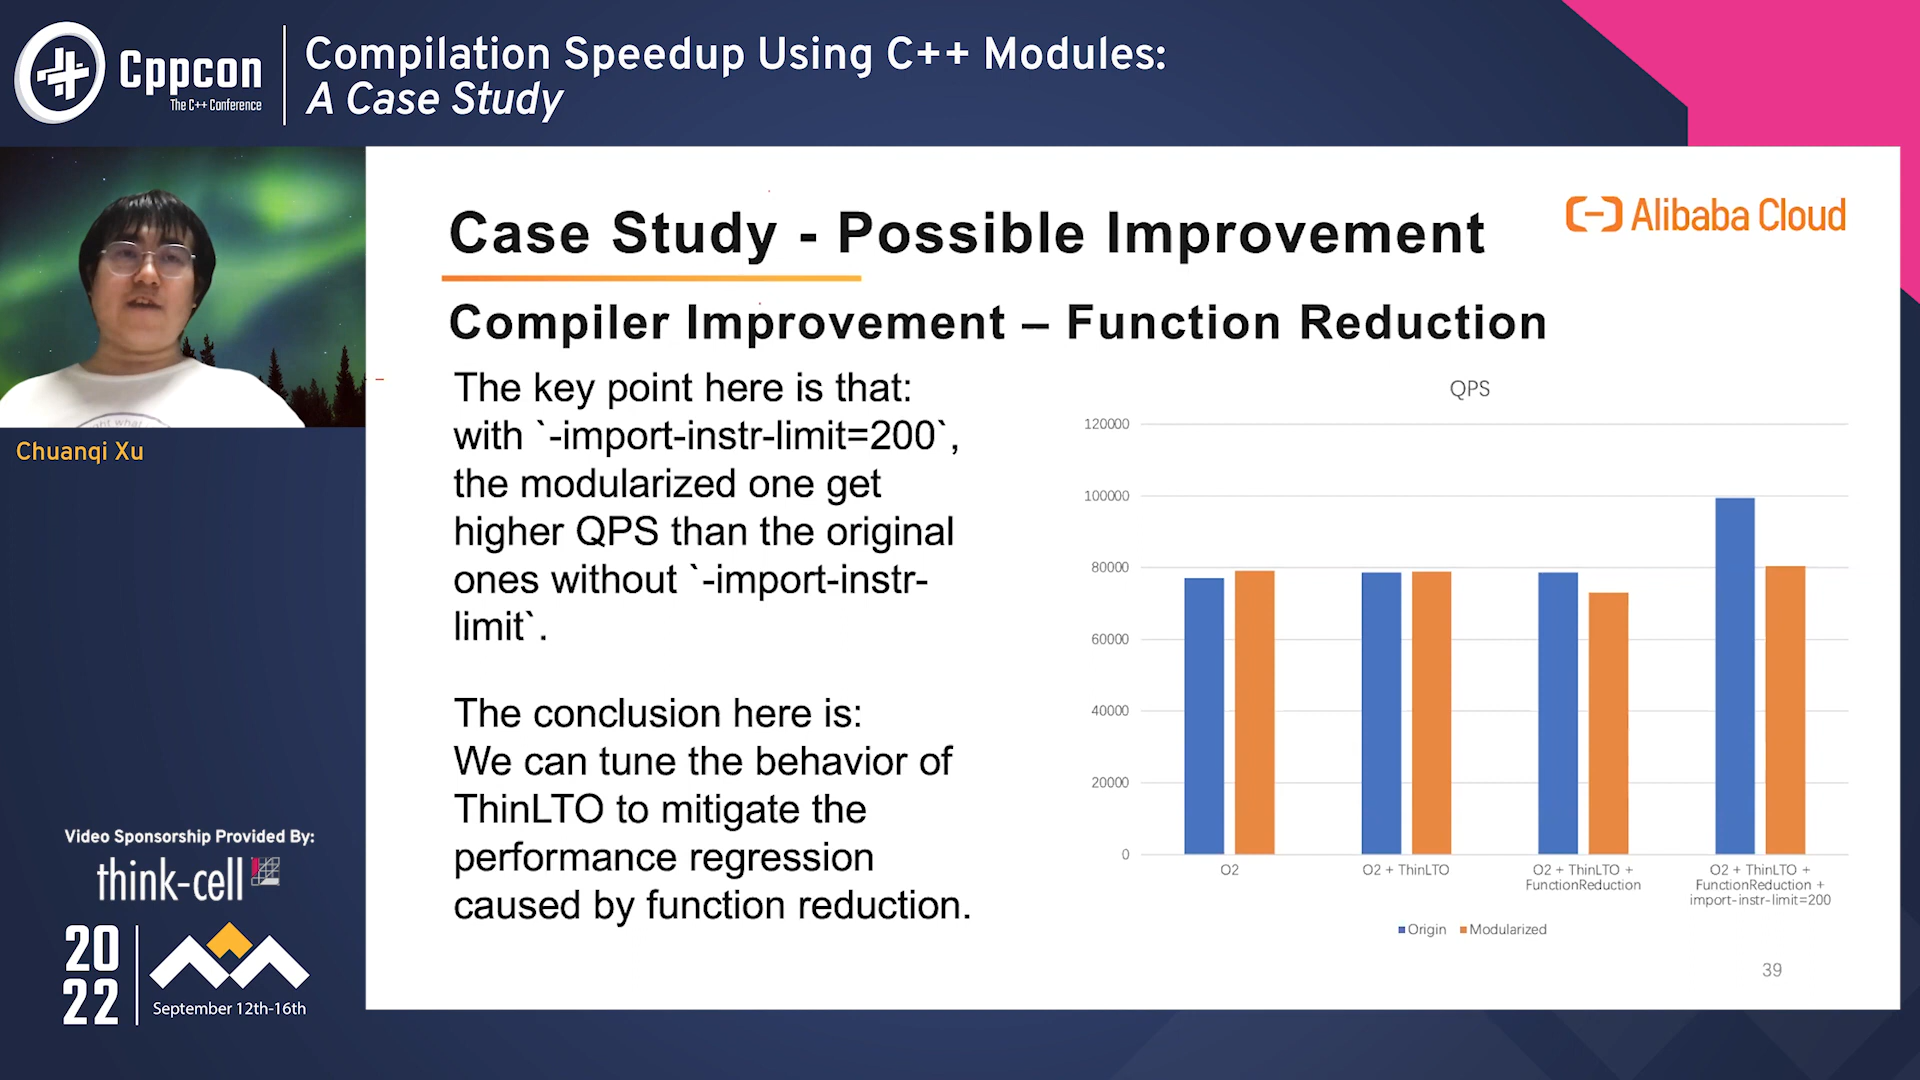 Cppcon
The C++ Conference
Compilation Speedup Using C++ Modules:
A Case Study
Chuanqi Xu
Video Sponsorship Provided By:
think-cell
2022
September 12th-16th
Alibaba Cloud
Case Study - Possible Improvement
Compiler Improvement – Function Reduction
The key point here is that:
with `-import-instr-limit=200`,
the modularized one get
higher QPS than the original
ones without `-import-instr-
limit`.
The conclusion here is:
We can tune the behavior of
ThinLTO to mitigate the
performance regression
caused by function reduction.
QPS
120000
100000
80000
60000
40000
20000
0
O2
O2 + ThinLTO
O2 + ThinLTO +
FunctionReduction
O2 + ThinLTO +
FunctionReduction +
import-instr-limit=200
Origin
Modularized
39